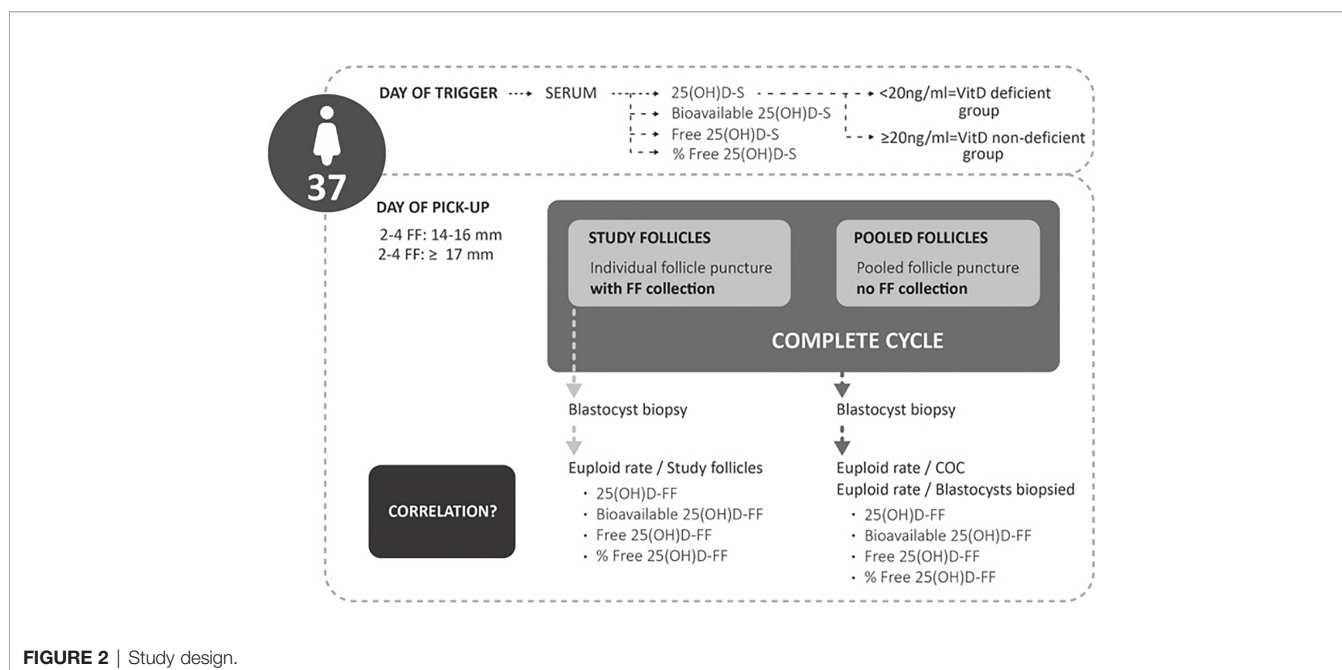 DAY OF TRIGGER
SERUM
25(OH)D-S
Bioavailable 25(OH)D-S
Free 25(OH)D-S
% Free 25(OH)D-S
<20ng/ml=VitD deficient
group
≥20ng/ml=VitD non-deficient
group
37
DAY OF PICK-UP
2-4 FF: 14-16 mm
2-4 FF: ≥ 17 mm
STUDY FOLLICLES
Individual follicle puncture
with FF collection
POOLED FOLLICLES
Pooled follicle puncture
no FF collection
COMPLETE CYCLE
Blastocyst biopsy
Euploid rate / Study follicles
· 25(OH)D-FF
· Bioavailable 25(OH)D-FF
· Free 25(OH)D-FF
· % Free 25(OH)D-FF
Blastocyst biopsy
Euploid rate / COC
Euploid rate / Blastocysts biopsied
· 25(OH)D-FF
· Bioavailable 25(OH)D-FF
· Free 25(OH)D-FF
· % Free 25(OH)D-FF
CORRELATION?
FIGURE 2 | Study design.